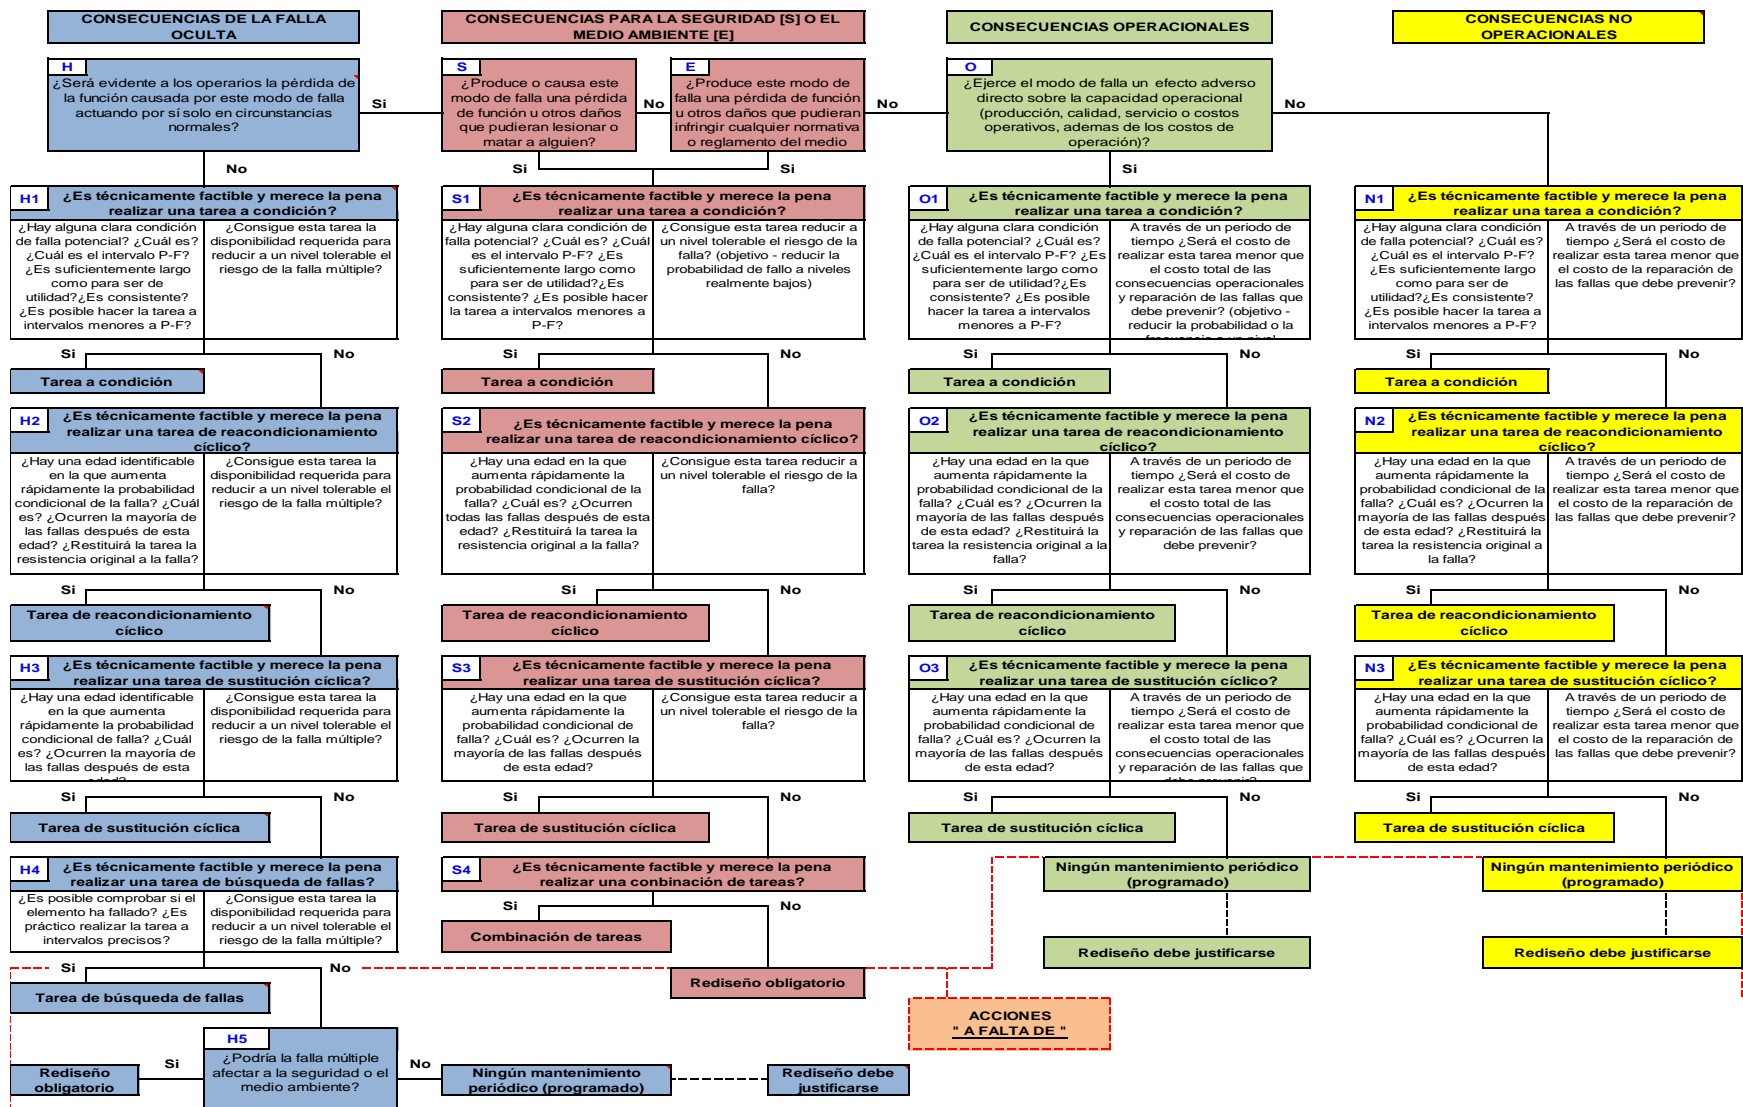 CONSECUENCIAS DE LA FALLA
OCULTA
CONSECUENCIAS PARA LA SEGURIDAD [S] O EL
MEDIO AMBIENTE [E]
CONSECUENCIAS OPERACIONALES
CONSECUENCIAS NO
OPERACIONALES
H
¿Será evidente a los operarios la pérdida de
la función causada por este modo de falla
actuando por sí solo en circunstancias
normales?
Si
S
¿Produce o causa este
modo de falla una pérdida
de función u otros daños
que pudieran lesionar o
matar a alguien?
No
E
¿Produce este modo de
falla una pérdida de función
u otros daños que pudieran
infringir cualquier normativa
o reglamento del medio
No
O
¿Ejerce el modo de falla un efecto adverso
directo sobre la capacidad operacional
(producción, calidad, servicio o costos
operativos, ademas de los costos de
operación)?
No
No
Si
Si
Si
H1
¿Es técnicamente factible y merece la pena
realizar una tarea a condición?
¿Hay alguna clara condición
de falla potencial? ¿Cuál es?
¿Cuál es el intervalo P-F?
¿Es suficientemente largo
como para ser de
utilidad?¿Es consistente?
¿Es posible hacer la tarea a
intervalos menores a P-F?
¿Consigue esta tarea la
disponibilidad requerida para
reducir a un nivel tolerable el
riesgo de la falla múltiple?
S1
¿Es técnicamente factible y merece la pena
realizar una tarea a condición?
¿Hay alguna clara condición de
falla potencial? ¿Cuál es? ¿Cuál
es el intervalo P-F? ¿Es
suficientemente largo como
para ser de utilidad?¿Es
consistente? ¿Es posible hacer
la tarea a intervalos menores a
P-F?
¿Consigue esta tarea reducir a
un nivel tolerable el riesgo de la
falla? (objetivo - reducir la
probabilidad de fallo a niveles
realmente bajos)
O1
¿Es técnicamente factible y merece la pena
realizar una tarea a condición?
¿Hay alguna clara condición
de falla potencial? ¿Cuál es?
¿Cuál es el intervalo P-F? ¿Es
suficientemente largo como
para ser de utilidad?¿Es
consistente? ¿Es posible
hacer la tarea a intervalos
menores a P-F?
A través de un periodo de
tiempo ¿Será el costo de
realizar esta tarea menor que
el costo total de las
consecuencias operacionales
y reparación de las fallas que
debe prevenir? (objetivo -
reducir la probabilidad o la
frecuencia a un nivel
N1
¿Es técnicamente factible y merece la pena
realizar una tarea a condición?
¿Hay alguna clara condición
de falla potencial? ¿Cuál es?
¿Cuál es el intervalo P-F?
¿Es suficientemente largo
como para ser de
utilidad?¿Es consistente?
¿Es posible hacer la tarea a
intervalos menores a P-F?
A través de un periodo de
tiempo ¿Será el costo de
realizar esta tarea menor que
el costo de la reparación de
las fallas que debe prevenir?
Si
No
Si
No
Si
No
Si
No
Tarea a condición
Tarea a condición
Tarea a condición
Tarea a condición
H2
¿Es técnicamente factible y merece la pena
realizar una tarea de reacondicionamiento
cíclico?
¿Hay una edad identificable
en la que aumenta
rápidamente la probabilidad
condicional de la falla? ¿Cuál
es? ¿Ocurren la mayoría de
las fallas después de esta
edad? ¿Restituirá la tarea la
resistencia original a la falla?
¿Consigue esta tarea la
disponibilidad requerida para
reducir a un nivel tolerable el
riesgo de la falla múltiple?
S2
¿Es técnicamente factible y merece la pena
realizar una tarea de reacondicionamiento cíclico?
¿Hay una edad en la que
aumenta rápidamente la
probabilidad condicional de la
falla? ¿Cuál es? ¿Ocurren
todas las fallas después de esta
edad? ¿Restituirá la tarea la
resistencia original a la falla?
¿Consigue esta tarea reducir a
un nivel tolerable el riesgo de la
falla?
O2
¿Es técnicamente factible y merece la pena
realizar una tarea de reacondicionamiento
cíclico?
¿Hay una edad en la que
aumenta rápidamente la
probabilidad condicional de la
falla? ¿Cuál es? ¿Ocurren la
mayoría de las fallas después
de esta edad? ¿Restituirá la
tarea la resistencia original a la
falla?
A través de un periodo de
tiempo ¿Será el costo de
realizar esta tarea menor que
el costo total de las
consecuencias operacionales
y reparación de las fallas que
debe prevenir?
N2
¿Es técnicamente factible y merece la pena
realizar una tarea de reacondicionamiento
cíclico?
¿Hay una edad en la que
aumenta rápidamente la
probabilidad condicional de la
falla? ¿Cuál es? ¿Ocurren la
mayoría de las fallas después
de esta edad? ¿Restituirá la
tarea la resistencia original a
la falla?
A través de un periodo de
tiempo ¿Será el costo de
realizar esta tarea menor que
el costo de la reparación de
las fallas que debe prevenir?
Si
No
Si
No
Si
No
Si
No
Tarea de reacondicionamiento
cíclico
Tarea de reacondicionamiento
cíclico
Tarea de reacondicionamiento
cíclico
Tarea de reacondicionamiento
cíclico
H3
¿Es técnicamente factible y merece la pena
realizar una tarea de sustitución cíclica?
¿Hay una edad identificable
en la que aumenta
rápidamente la probabilidad
condicional de falla? ¿Cuál
es? ¿Ocurren la mayoría de
las fallas después de esta
edad?
¿Consigue esta tarea la
disponibilidad requerida para
reducir a un nivel tolerable el
riesgo de la falla múltiple?
S3
¿Es técnicamente factible y merece la pena
realizar una tarea de sustitución cíclica?
¿Hay una edad en la que
aumenta rápidamente la
probabilidad condicional de
falla? ¿Cuál es? ¿Ocurren la
mayoría de las fallas después
de esta edad?
¿Consigue esta tarea reducir a
un nivel tolerable el riesgo de la
falla?
O3
¿Es técnicamente factible y merece la pena
realizar una tarea de sustitución cíclico?
¿Hay una edad en la que
aumenta rápidamente la
probabilidad condicional de
falla? ¿Cuál es? ¿Ocurren la
mayoría de las fallas después
de esta edad?
A través de un periodo de
tiempo ¿Será el costo de
realizar esta tarea menor que
el costo total de las
consecuencias operacionales
y reparación de las fallas que
debe prevenir?
N3
¿Es técnicamente factible y merece la pena
realizar una tarea de sustitución cíclico?
¿Hay una edad en la que
aumenta rápidamente la
probabilidad condicional de
falla? ¿Cuál es? ¿Ocurren la
mayoría de las fallas después
de esta edad?
A través de un periodo de
tiempo ¿Será el costo de
realizar esta tarea menor que
el costo de la reparación de
las fallas que debe prevenir?
Si
No
Si
No
Si
No
Si
No
Tarea de sustitución cíclica
Tarea de sustitución cíclica
Tarea de sustitución cíclica
Tarea de sustitución cíclica
H4
¿Es técnicamente factible y merece la pena
realizar una tarea de búsqueda de fallas?
¿Es posible comprobar si el
elemento ha fallado? ¿Es
práctico realizar la tarea a
intervalos precisos?
¿Consigue esta tarea la
disponibilidad requerida para
reducir a un nivel tolerable el
riesgo de la falla múltiple?
S4
¿Es técnicamente factible y merece la pena
realizar una conbinación de tareas?
Si
No
Combinación de tareas
Ningún mantenimiento periódico
(programado)
Ningún mantenimiento periódico
(programado)
Rediseño debe justificarse
Rediseño debe justificarse
Si
No
Rediseño obligatorio
Tarea de búsqueda de fallas
ACCIONES
" A FALTA DE "
H5
¿Podría la falla múltiple
afectar a la seguridad o el
medio ambiente?
Si
No
Rediseño
obligatorio
Ningún mantenimiento
periódico (programado)
Rediseño debe
justificarse